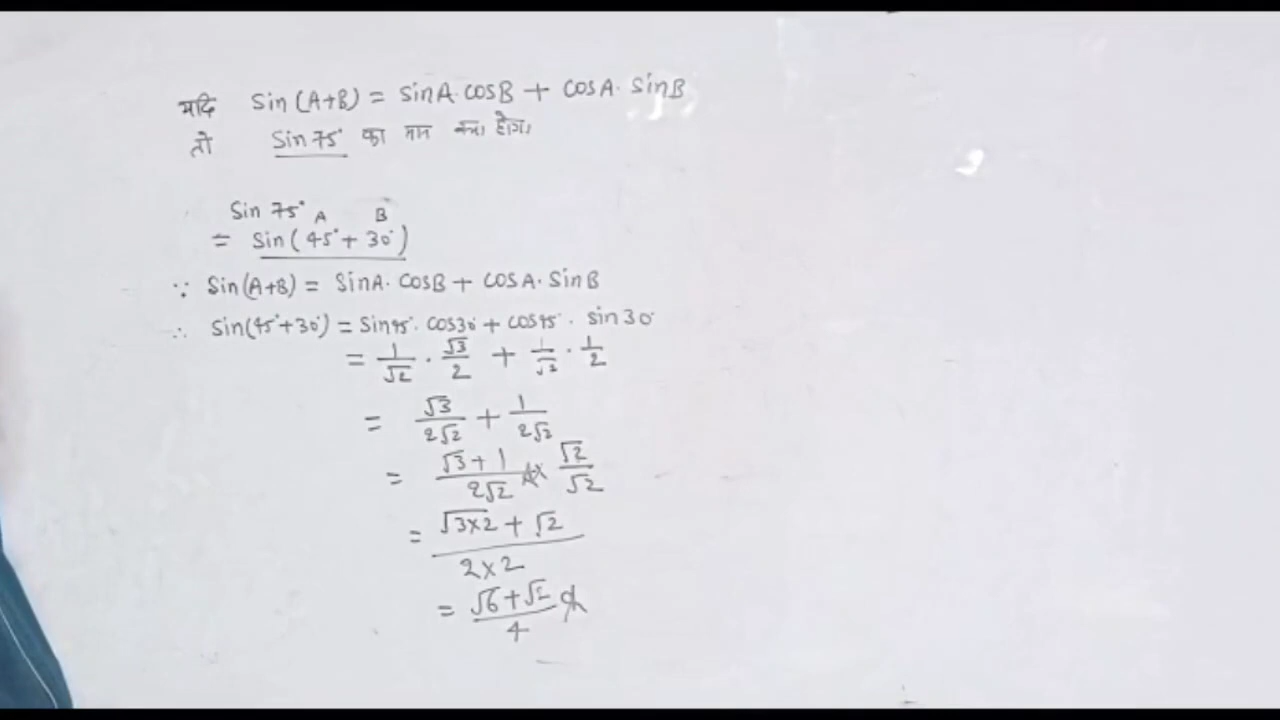 यदि Sin (A+B) = SinA. COSB + COSA. SinB
तो Sin 75° का मान क्या होगा
Sin 75°
A B
= Sin ( 45° + 30° )
∵ Sin(A+B) = SinA. COSB + COSA. SinB
∴ Sin(45°+30°) = Sin45°. COS30° + COS45°. Sin30°
= 1/√2 . √3/2 + 1/√2 . 1/2
= √3/2√2 + 1/2√2
= √3+1/2√2 × √2/√2
= √3×2 + √2/2×2
= √6+√2/4